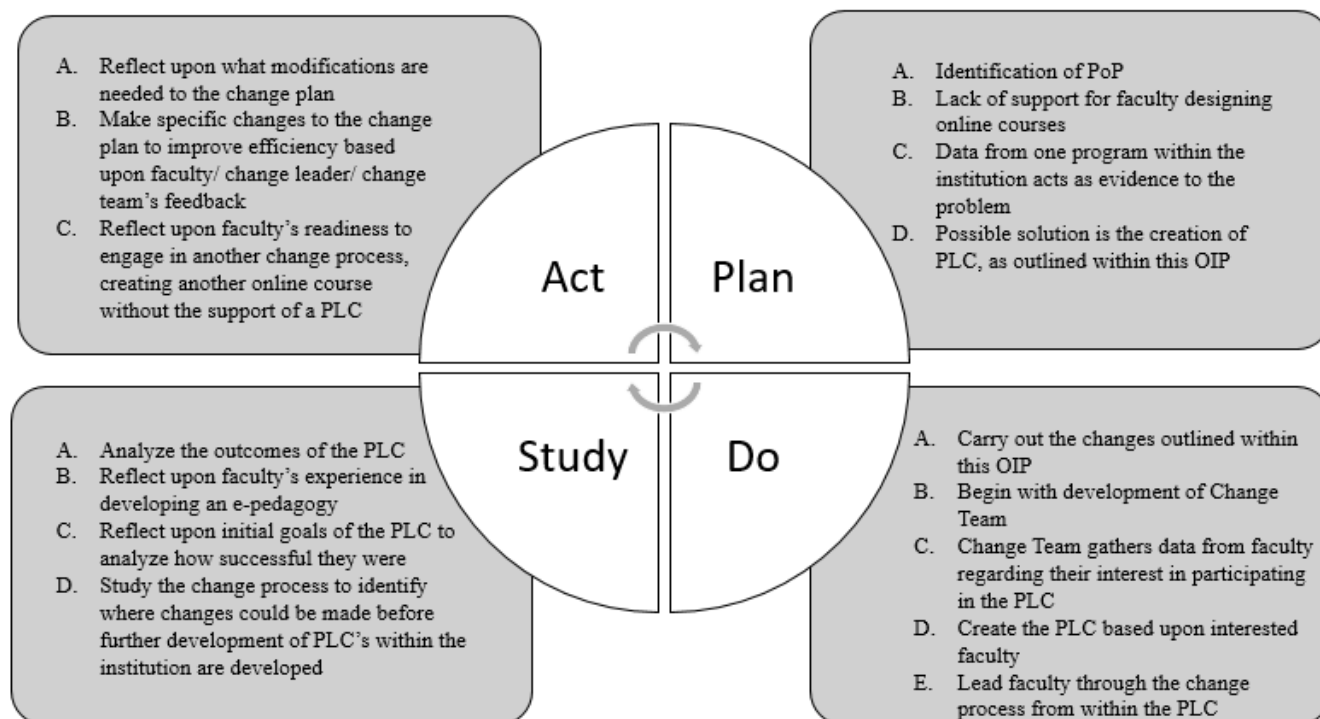 A. Reflect upon what modifications are
needed to the change plan
B. Make specific changes to the change
plan to improve efficiency based
upon faculty/ change leader/ change
team's feedback
C. Reflect upon faculty's readiness to
engage in another change process,
creating another online course
without the support of a PLC
A. Identification of PoP
B. Lack of support for faculty designing
online courses
C. Data from one program within the
institution acts as evidence to the
problem
D. Possible solution is the creation of
PLC, as outlined within this OIP
Act
Plan
Study
Do
A. Analyze the outcomes of the PLC
B. Reflect upon faculty's experience in
developing an e-pedagogy
C. Reflect upon initial goals of the PLC to
analyze how successful they were
D. Study the change process to identify
where changes could be made before
further development of PLC's within the
institution are developed
A. Carry out the changes outlined within
this OIP
B. Begin with development of Change
Team
C. Change Team gathers data from faculty
regarding their interest in participating
in the PLC
D. Create the PLC based upon interested
faculty
E. Lead faculty through the change
process from within the PLC